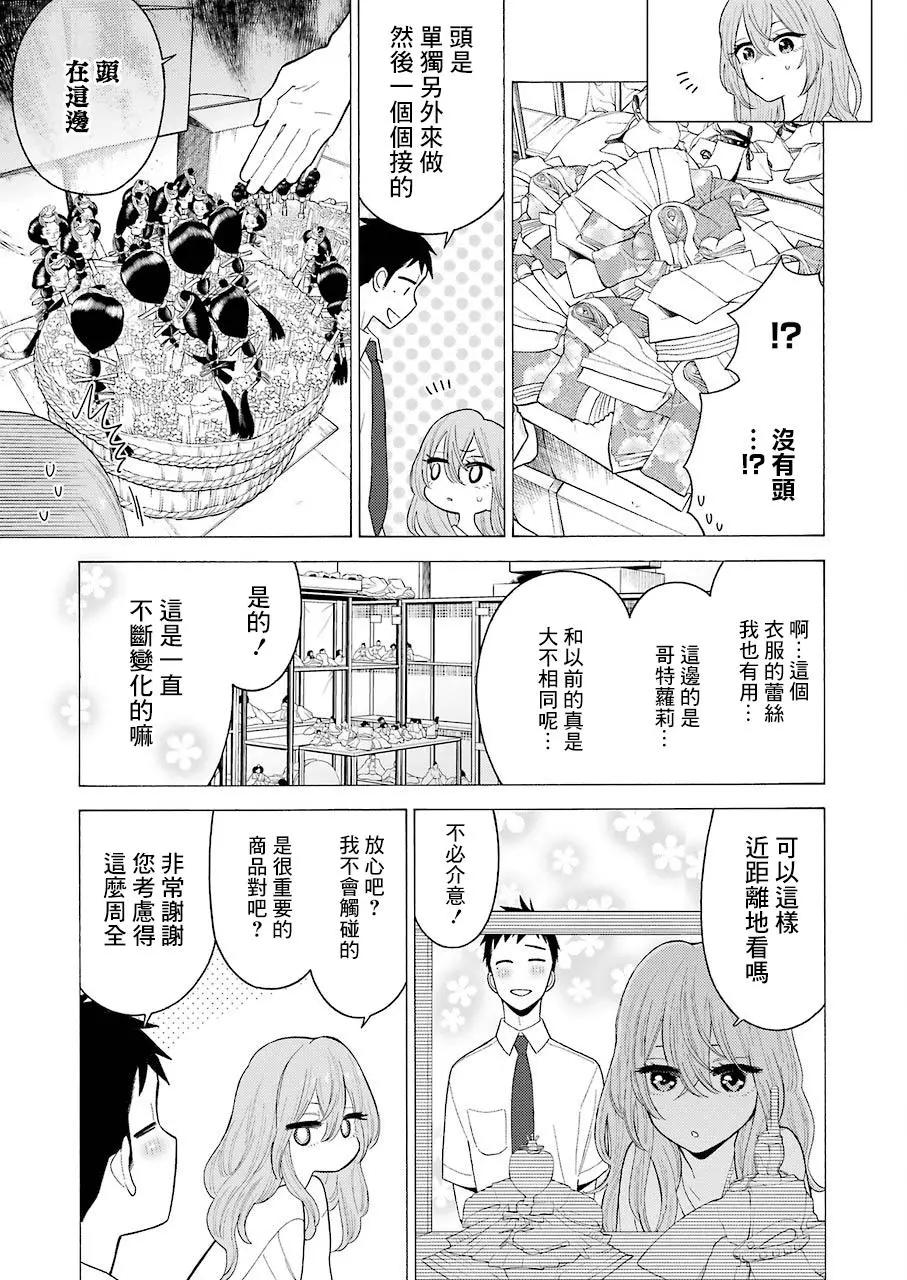 !?
沒有頭
…!?
頭是
單獨另外來做
然後一個個接的
頭
在這邊
啊…這個
衣服的蕾絲
我也有用…
這邊的是
哥特蘿莉…
和以前的真是
大不相同呢…
是的！
這是一直
不斷變化的嘛
可以這樣
近距離地看嗎
不必介意！
放心吧？
我不會觸碰的
是很重要的
商品對吧？
非常謝謝
您考慮得
這麼周全